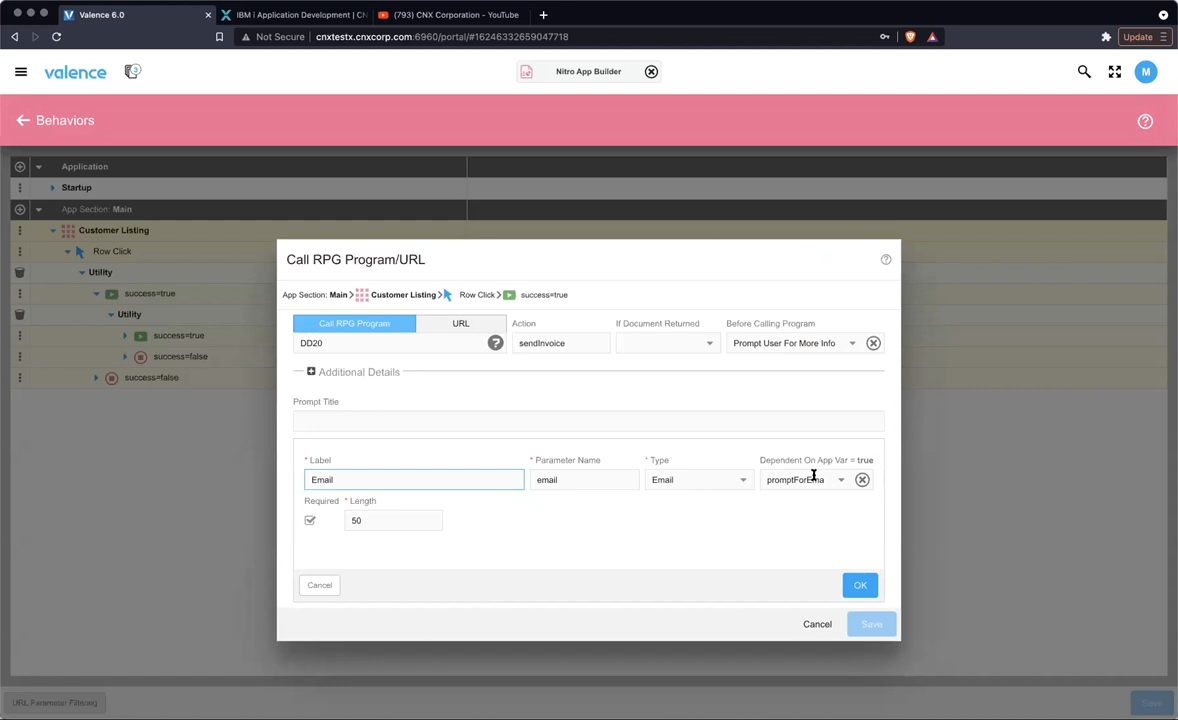 Valence 6.0
IBM i Application Development | CN
(793) CNX Corporation - YouTube
Not Secure | cnxtestx.cnxcorp.com:6960/portal/#16246332659047718
Update
valence
3
Nitro App Builder
M
Behaviors
Application
Startup
App Section: Main
Customer Listing
Row Click
Utility
success=true
Utility
success=true
success=false
success=false
Call RPG Program/URL
App Section: Main > Customer Listing > Row Click > success=true
Call RPG Program URL Action If Document Returned Before Calling Program
DD20 sendInvoice Prompt User For More Info
Additional Details
Prompt Title
* Label * Parameter Name * Type Dependent On App Var = true
Email email Email promptForEma
Required * Length
50
Cancel OK
Cancel Save
URL Parameter Filtering Save